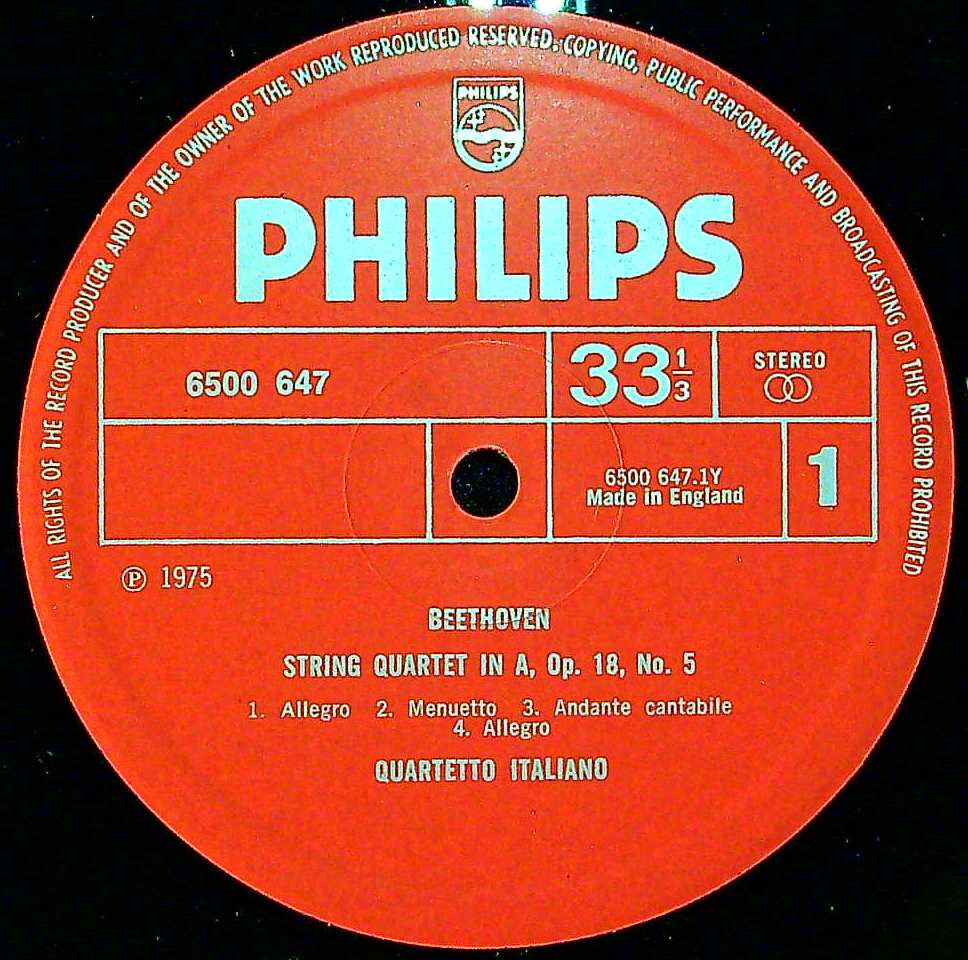 ALL RIGHTS OF THE RECORD PRODUCER AND OF THE OWNER OF THE WORK REPRODUCED RESERVED. COPYING, PUBLIC PERFORMANCE AND BROADCASTING OF THIS RECORD PROHIBITED
PHILIPS
PHILIPS
6500 647
33 1/3
STEREO
6500 647.1Y
Made in England
1
℗ 1975
BEETHOVEN
STRING QUARTET IN A, Op. 18, No. 5
1. Allegro 2. Menuetto 3. Andante cantabile
4. Allegro
QUARTETTO ITALIANO